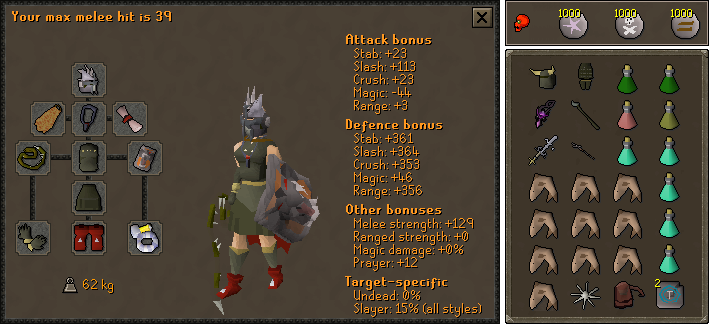 Your max melee hit is 39
Attack bonus
Stab: +23
Slash: +113
Crush: +23
Magic: -44
Range: +3
Defence bonus
Stab: +361
Slash: +364
Crush: +353
Magic: +46
Range: +356
Other bonuses
Melee strength: +129
Ranged strength: +0
Magic damage: +0%
Prayer: +12
Target-specific
Undead: 0%
Slayer: 15% (all styles)
62 kg
1000
1000
1000
2
T